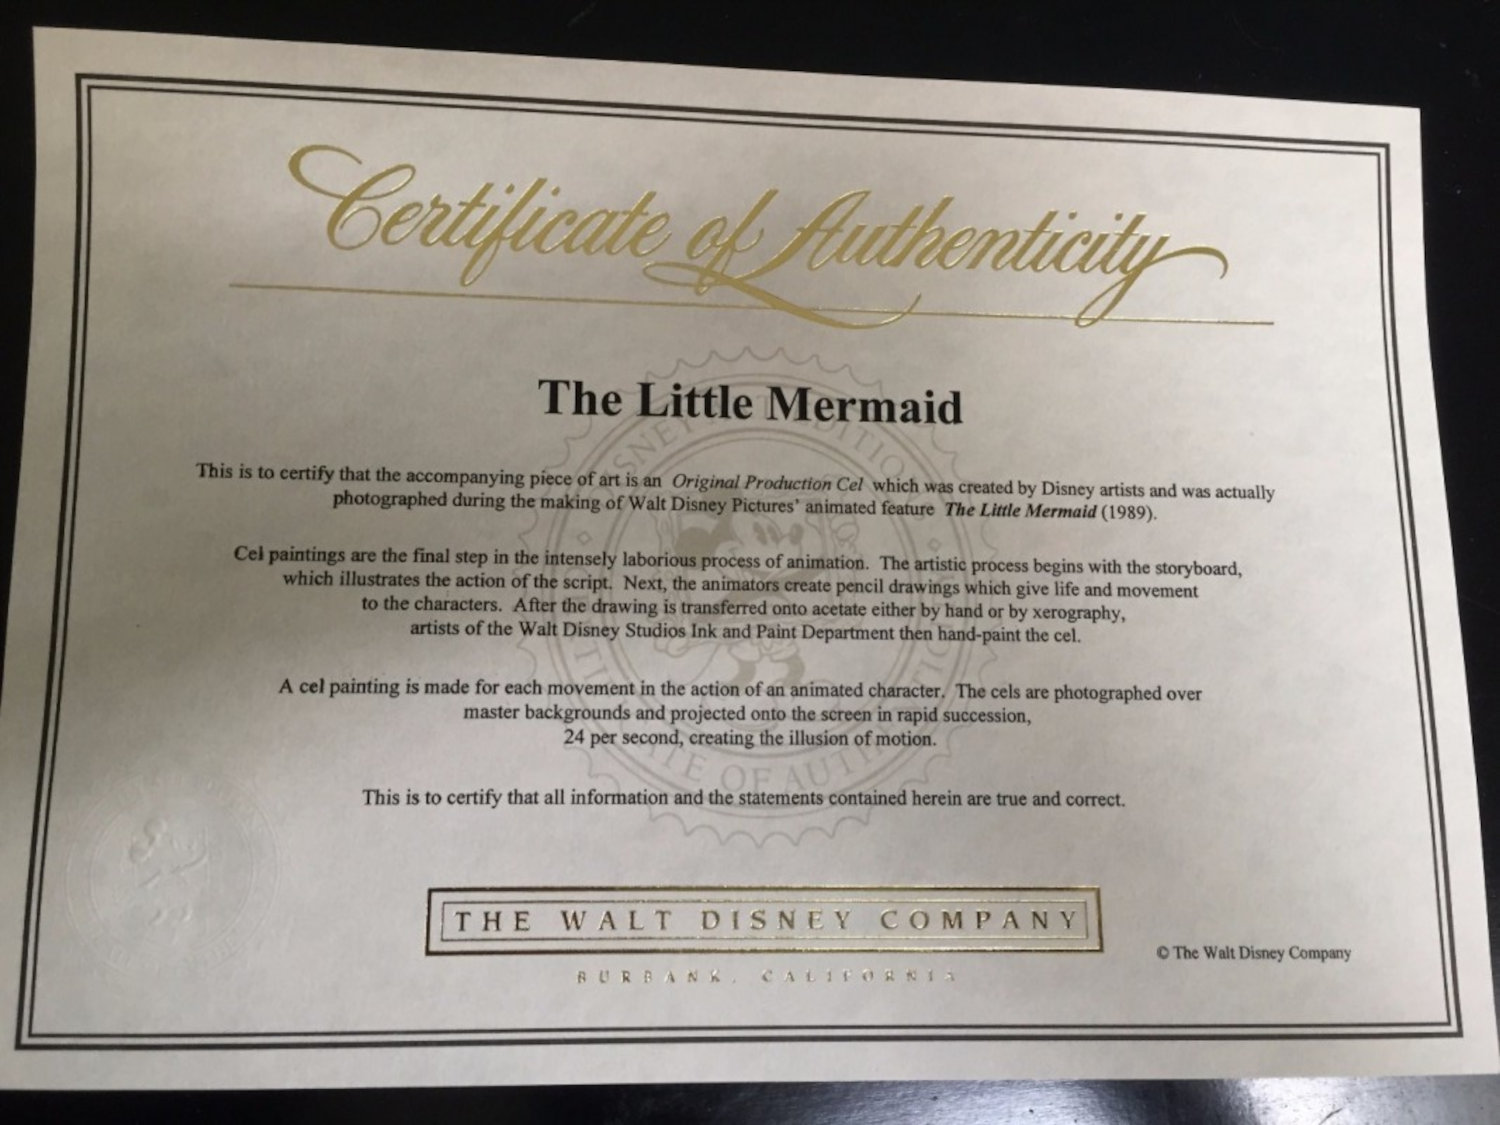 Certificate of Authenticity
The Little Mermaid
This is to certify that the accompanying piece of art is an Original Production Cel which was created by Disney artists and was actually
photographed during the making of Walt Disney Pictures' animated feature The Little Mermaid (1989).
Cel paintings are the final step in the intensely laborious process of animation. The artistic process begins with the storyboard,
which illustrates the action of the script. Next, the animators create pencil drawings which give life and movement
to the characters. After the drawing is transferred onto acetate either by hand or by xerography,
artists of the Walt Disney Studios Ink and Paint Department then hand-paint the cel.
A cel painting is made for each movement in the action of an animated character. The cels are photographed over
master backgrounds and projected onto the screen in rapid succession,
24 per second, creating the illusion of motion.
This is to certify that all information and the statements contained herein are true and correct.
THE WALT DISNEY COMPANY
BURBANK, CALIFORNIA
© The Walt Disney Company